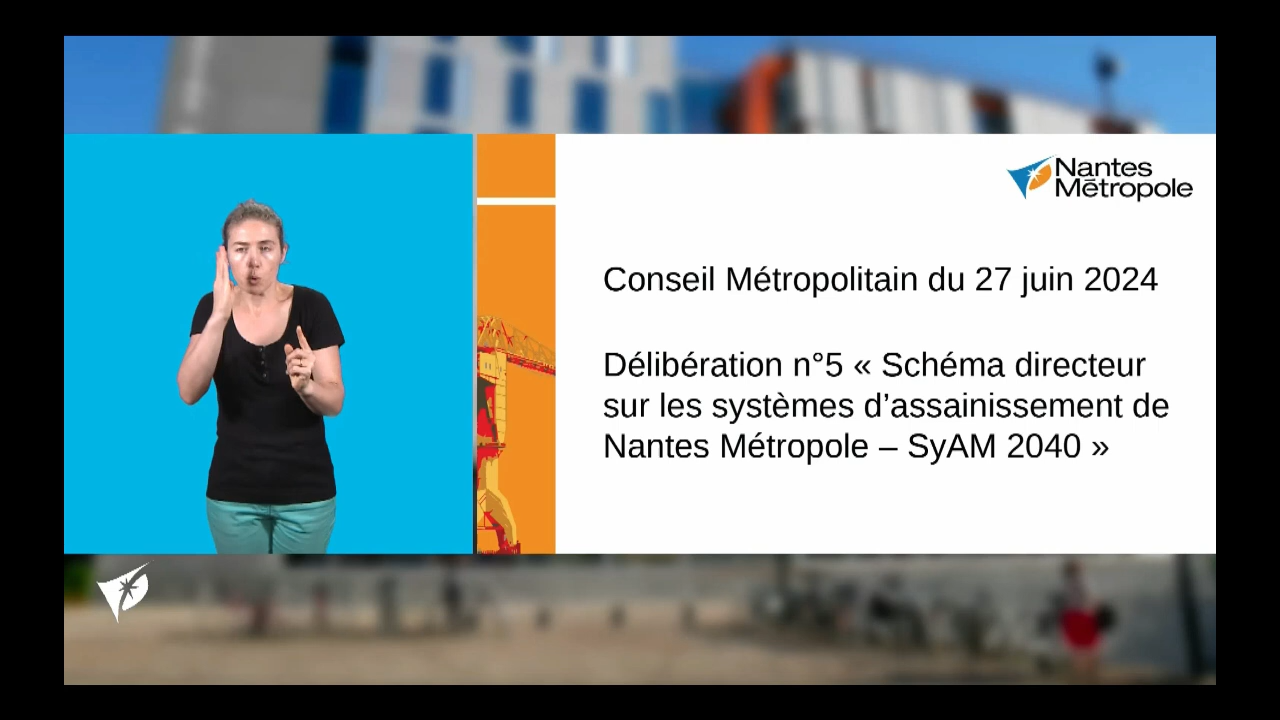 Nantes
Métropole
Conseil Métropolitain du 27 juin 2024
Délibération n°5 « Schéma directeur
sur les systèmes d’assainissement de
Nantes Métropole – SyAM 2040 »